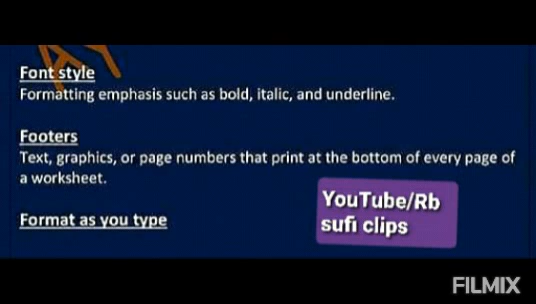 Font style
Formatting emphasis such as bold, italic, and underline.
Footers
Text, graphics, or page numbers that print at the bottom of every page of
a worksheet.
Format as you type
YouTube/Rb
sufi clips
FILMIX